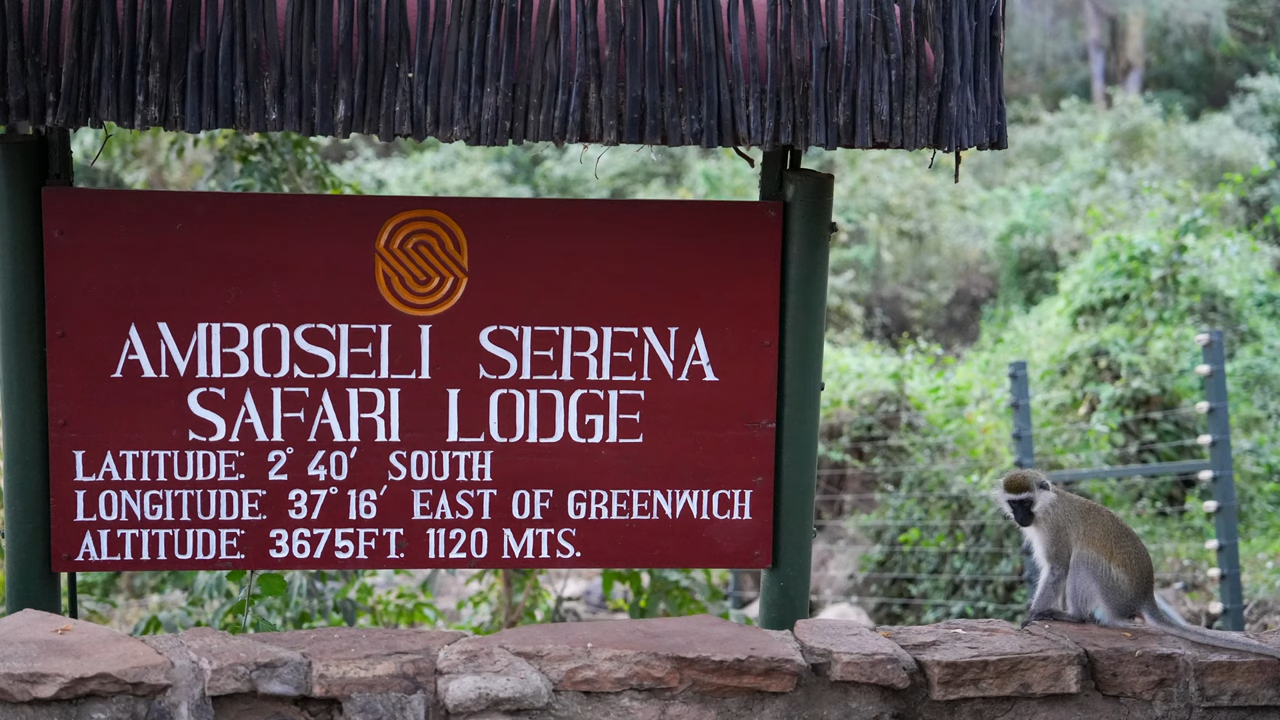 AMBOSELI SERENA
SAFARI LODGE
LATITUDE: 2° 40' SOUTH
LONGITUDE: 37° 16' EAST OF GREENWICH
ALTITUDE: 3675FT. 1120 MTS.